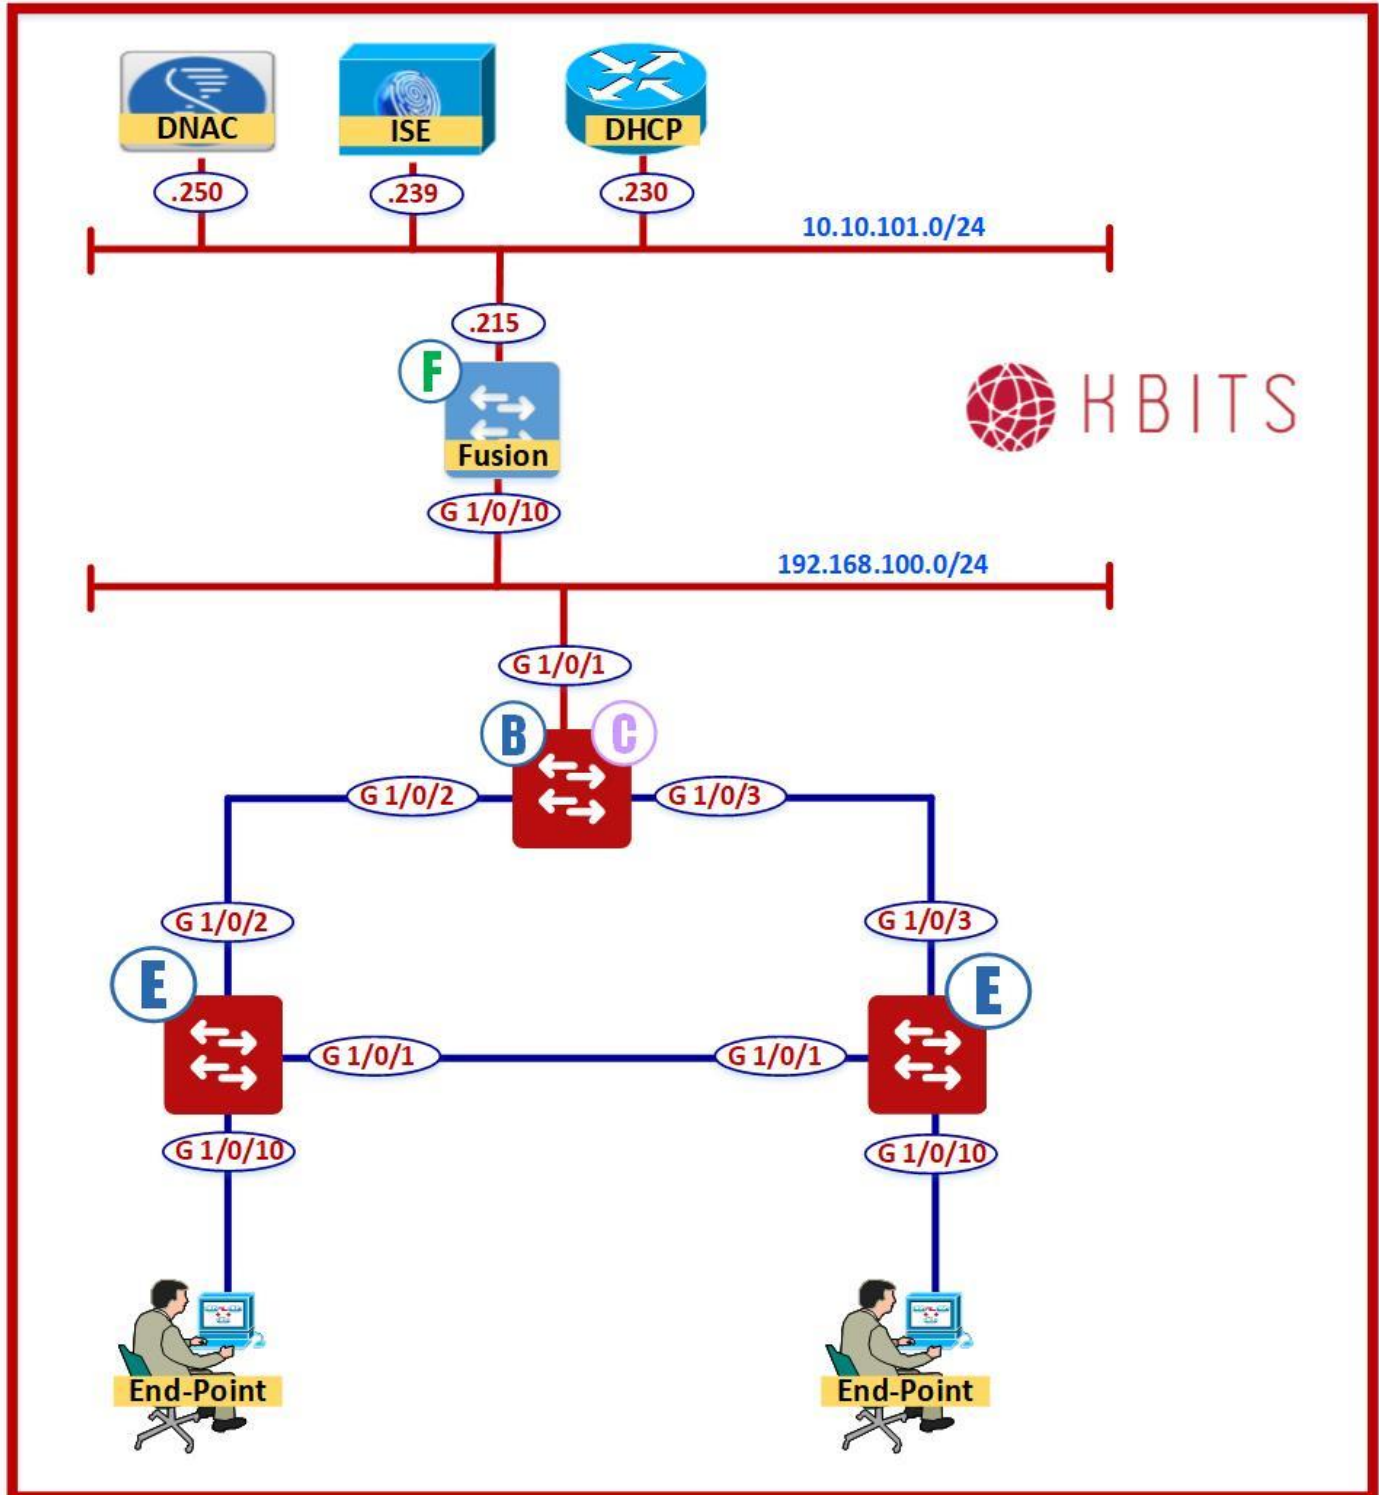 DNAC
ISE
DHCP
.250
.239
.230
10.10.101.0/24
.215
F
Fusion
KBITS
G 1/0/10
192.168.100.0/24
G 1/0/1
B
C
G 1/0/2
G 1/0/3
G 1/0/2
G 1/0/3
E
E
G 1/0/1
G 1/0/1
G 1/0/10
G 1/0/10
End-Point
End-Point